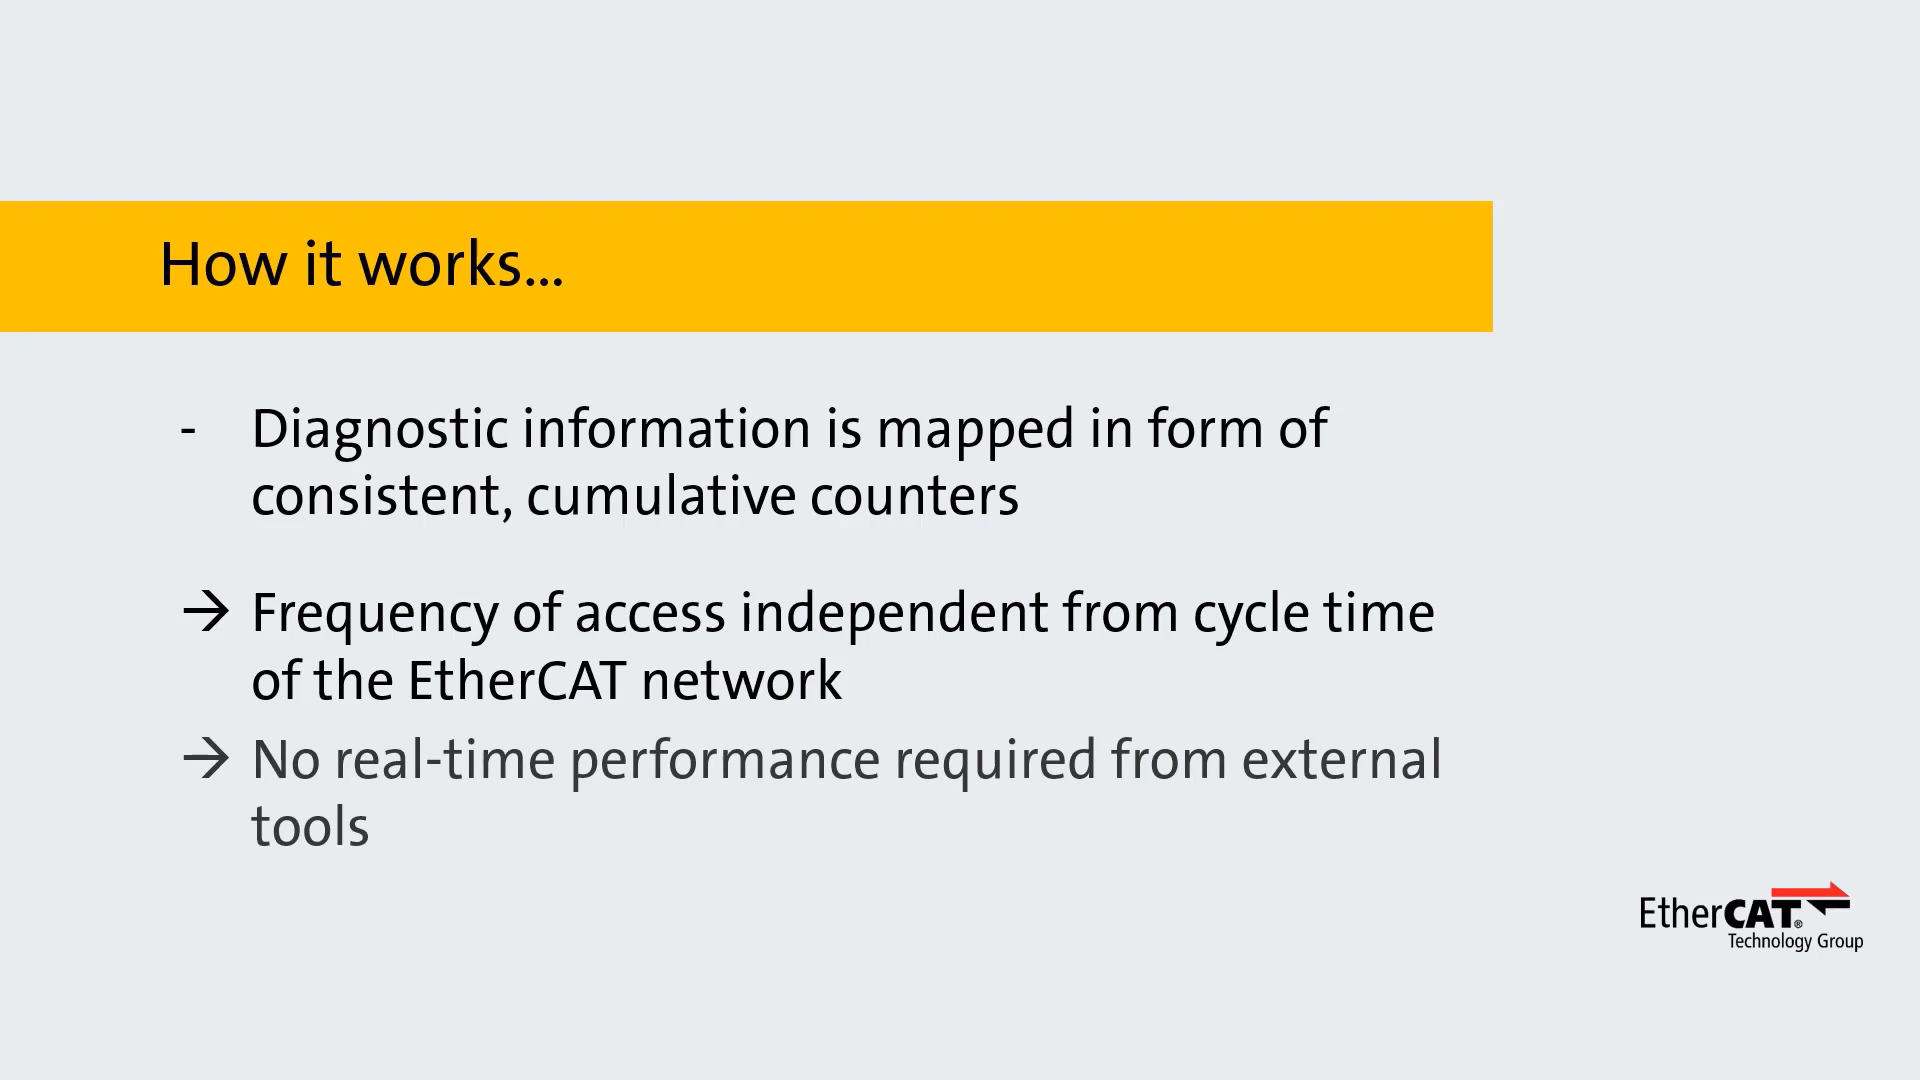 How it works...
- Diagnostic information is mapped in form of
consistent, cumulative counters
→ Frequency of access independent from cycle time
of the EtherCAT network
→ No real-time performance required from external
tools
EtherCAT®
Technology Group